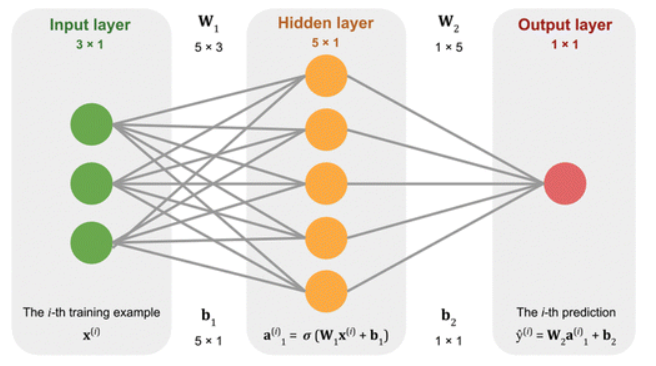 Input layer
3 × 1
W₁
5 × 3
Hidden layer
5 × 1
W₂
1 × 5
Output layer
1 × 1
The i-th training example
x⁽ⁱ⁾
b₁
5 × 1
a⁽ⁱ⁾₁ = σ (W₁x⁽ⁱ⁾ + b₁)
b₂
1 × 1
The i-th prediction
ŷ⁽ⁱ⁾ = W₂a⁽ⁱ⁾₁ + b₂